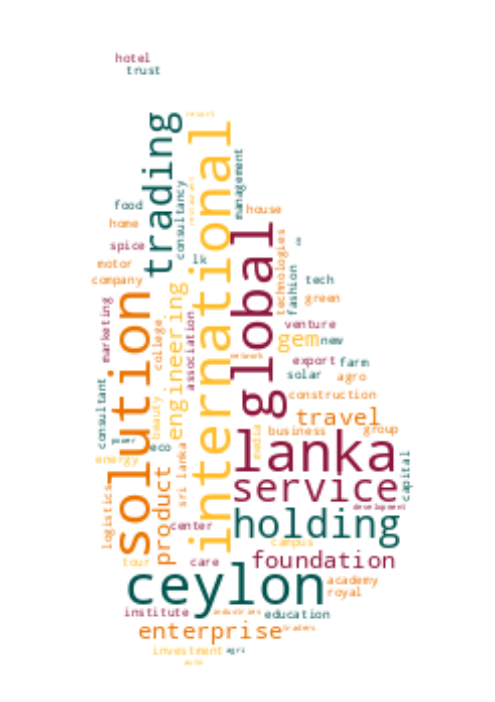 hotel
trust
resort
trading
international
management
consultancy
restaurant
food
house
home
global
spice
a
lk
technologies
motor
fashion
company
tech
solution
engineering
green
marketing
association
college
venture
gem
new
network
export
farm
solar
agro
consultant
beauty
construction
travel
media
business
group
power
eco
lanka
energy
sri lanka
capital
product
service
logistics
development
center
holding
campus
tour
care
foundation
ceylon
academy
royal
institute
industries
education
enterprise
traders
investment
agri
auto